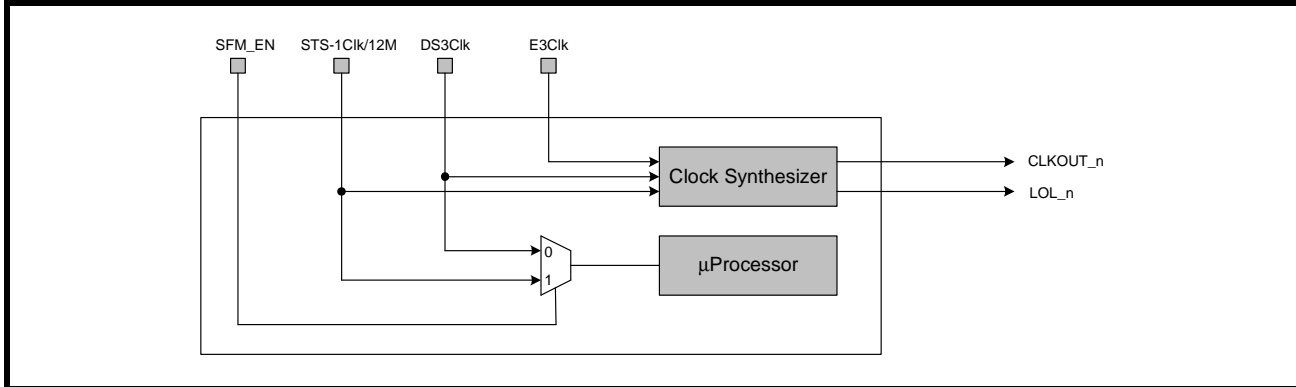 SFM_EN STS-1Clk/12M DS3Clk E3Clk
Clock Synthesizer
CLKOUT_n
LOL_n
0
1
µProcessor